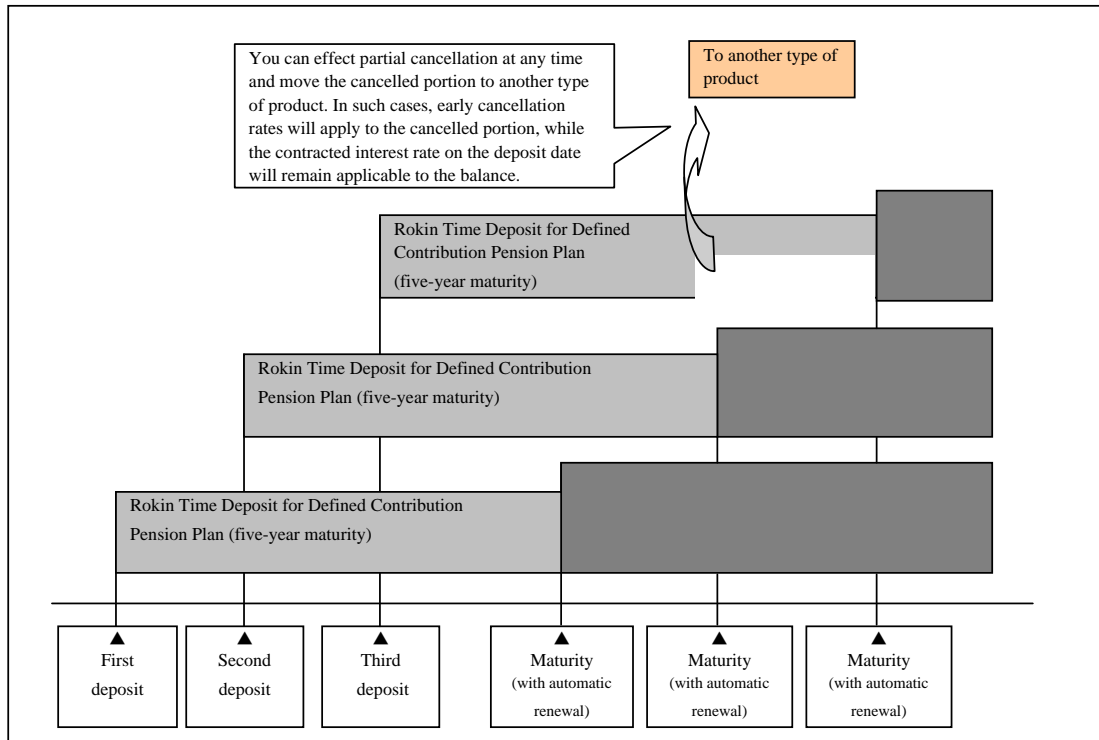 You can effect partial cancellation at any time
and move the cancelled portion to another type
of product. In such cases, early cancellation
rates will apply to the cancelled portion, while
the contracted interest rate on the deposit date
will remain applicable to the balance.
To another type of
product
Rokin Time Deposit for Defined
Contribution Pension Plan
(five-year maturity)
Rokin Time Deposit for Defined Contribution
Pension Plan (five-year maturity)
Rokin Time Deposit for Defined Contribution
Pension Plan (five-year maturity)
First
deposit
Second
deposit
Third
deposit
Maturity
(with automatic
renewal)
Maturity
(with automatic
renewal)
Maturity
(with automatic
renewal)